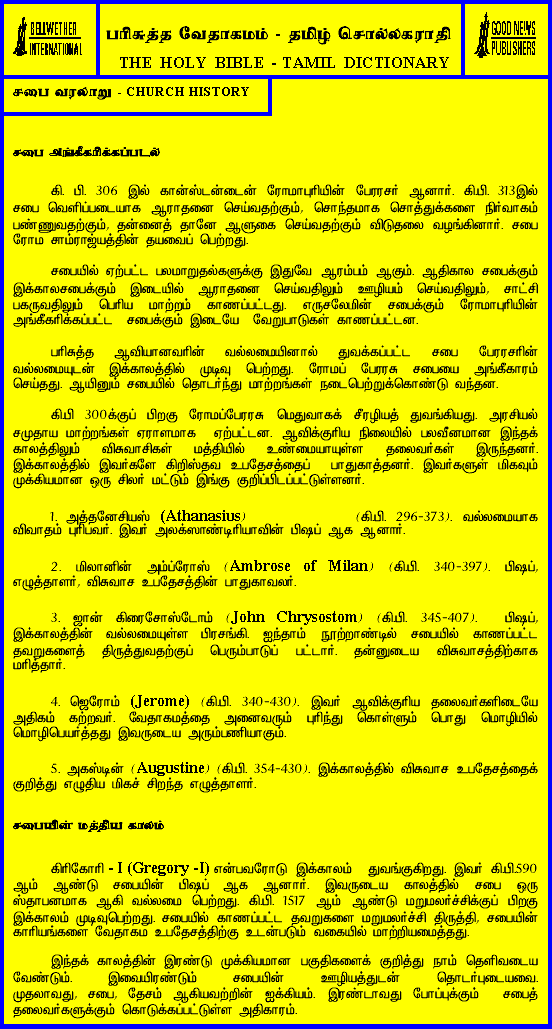 BELLWETHER
INTERNATIONAL
பரிசுத்த வேதாகமம் - தமிழ் சொல்லகராதி
THE HOLY BIBLE - TAMIL DICTIONARY
GOOD NEWS
PUBLISHERS
சபை வரலாறு - CHURCH HISTORY
சபை அங்கீகரிக்கப்படல்
கி. பி. 306 இல் கான்ஸ்டன்டைன் ரோமாபுரியின் பேரரசர் ஆனார். கி.பி. 313இல்
சபை வெளிப்படையாக ஆராதனை செய்வதற்கும், சொந்தமாக சொத்துக்களை நிர்வாகம்
பண்ணுவதற்கும், தன்னைத் தானே ஆளுகை செய்வதற்கும் விடுதலை வழங்கினார். சபை
ரோம சாம்ராஜ்யத்தின் தயவைப் பெற்றது.
சபையில் ஏற்பட்ட பலமாறுதல்களுக்கு இதுவே ஆரம்பம் ஆகும். ஆதிகால சபைக்கும்
இக்காலசபைக்கும் இடையில் ஆராதனை செய்வதிலும் ஊழியம் செய்வதிலும், சாட்சி
பகருவதிலும் பெரிய மாற்றம் காணப்பட்டது. எருசலேமின் சபைக்கும் ரோமாபுரியின்
அங்கீகரிக்கப்பட்ட சபைக்கும் இடையே வேறுபாடுகள் காணப்பட்டன.
பரிசுத்த ஆவியானவரின் வல்லமையினால் துவக்கப்பட்ட சபை பேரரசரின்
வல்லமையுடன் இக்காலத்தில் முடிவு பெற்றது. ரோமப் பேரரசு சபையை அங்கீகாரம்
செய்தது. ஆயினும் சபையில் தொடர்ந்து மாற்றங்கள் நடைபெற்றுக்கொண்டு வந்தன.
கி.பி 300க்குப் பிறகு ரோமப்பேரரசு மெதுவாகச் சீரழியத் துவங்கியது. அரசியல்
சமுதாய மாற்றங்கள் ஏராளமாக ஏற்பட்டன. ஆவிக்குரிய நிலையில் பலவீனமான இந்தக்
காலத்திலும் விசுவாசிகள் மத்தியில் உண்மையாயுள்ள தலைவர்கள் இருந்தனர்.
இக்காலத்தில் இவர்களே கிறிஸ்தவ உபதேசத்தைப் பாதுகாத்தனர். இவர்களுள் மிகவும்
முக்கியமான ஒரு சிலர் மட்டும் இங்கு குறிப்பிடப்பட்டுள்ளனர்.
1. அத்தனேசியஸ் (Athanasius) (கி.பி. 296-373). வல்லமையாக
விவாதம் புரிபவர். இவர் அலக்ஸாண்டிரியாவின் பிஷப் ஆக ஆனார்.
2. மிலானின் அம்ப்ரோஸ் (Ambrose of Milan) (கி.பி. 340-397). பிஷப்,
எழுத்தாளர், விசுவாச உபதேசத்தின் பாதுகாவலர்.
3. ஜான் கிரைசோஸ்டோம் (John Chrysostom) (கி.பி. 345-407). பிஷப்,
இக்காலத்தின் வல்லமையுள்ள பிரசங்கி. ஐந்தாம் நூற்றாண்டில் சபையில் காணப்பட்ட
தவறுகளைத் திருத்துவதற்குப் பெரும்பாடுப் பட்டார். தன்னுடைய விசுவாசத்திற்காக
மரித்தார்.
4. ஜெரோம் (Jerome) (கி.பி. 340-430). இவர் ஆவிக்குரிய தலைவர்களிடையே
அதிகம் கற்றவர். வேதாகமத்தை அனைவரும் புரிந்து கொள்ளும் பொது மொழியில்
மொழிபெயர்த்தது இவருடைய அரும்பணியாகும்.
5. அகஸ்டின் (Augustine) (கி.பி. 354-430). இக்காலத்தில் விசுவாச உபதேசத்தைக்
குறித்து எழுதிய மிகச் சிறந்த எழுத்தாளர்.
சபையின் மத்திய காலம்
கிரிகோரி - I (Gregory -I) என்பவரோடு இக்காலம் துவங்குகிறது. இவர் கி.பி.590
ஆம் ஆண்டு சபையின் பிஷப் ஆக ஆனார். இவருடைய காலத்தில் சபை ஒரு
ஸ்தாபனமாக ஆகி வல்லமை பெற்றது. கி.பி. 1517 ஆம் ஆண்டு மறுமலர்ச்சிக்குப் பிறகு
இக்காலம் முடிவுபெற்றது. சபையில் காணப்பட்ட தவறுகளை மறுமலர்ச்சி திருத்தி, சபையின்
காரியங்களை வேதாகம உபதேசத்திற்கு உடன்படும் வகையில் மாற்றியமைத்தது.
இந்தக் காலத்தின் இரண்டு முக்கியமான பகுதிகளைக் குறித்து நாம் தெளிவடைய
வேண்டும். இவையிரண்டும் சபையின் ஊழியத்துடன் தொடர்புடையவை.
முதலாவது, சபை, தேசம் ஆகியவற்றின் ஐக்கியம். இரண்டாவது போப்புக்கும் சபைத்
தலைவர்களுக்கும் கொடுக்கப்பட்டுள்ள அதிகாரம்.